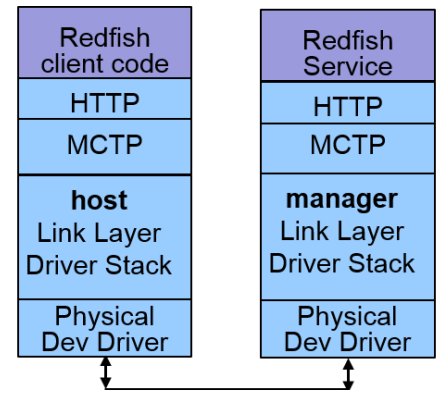 Redfish
client code
HTTP
MCTP
host
Link Layer
Driver Stack
Physical
Dev Driver
Redfish
Service
HTTP
MCTP
manager
Link Layer
Driver Stack
Physical
Dev Driver